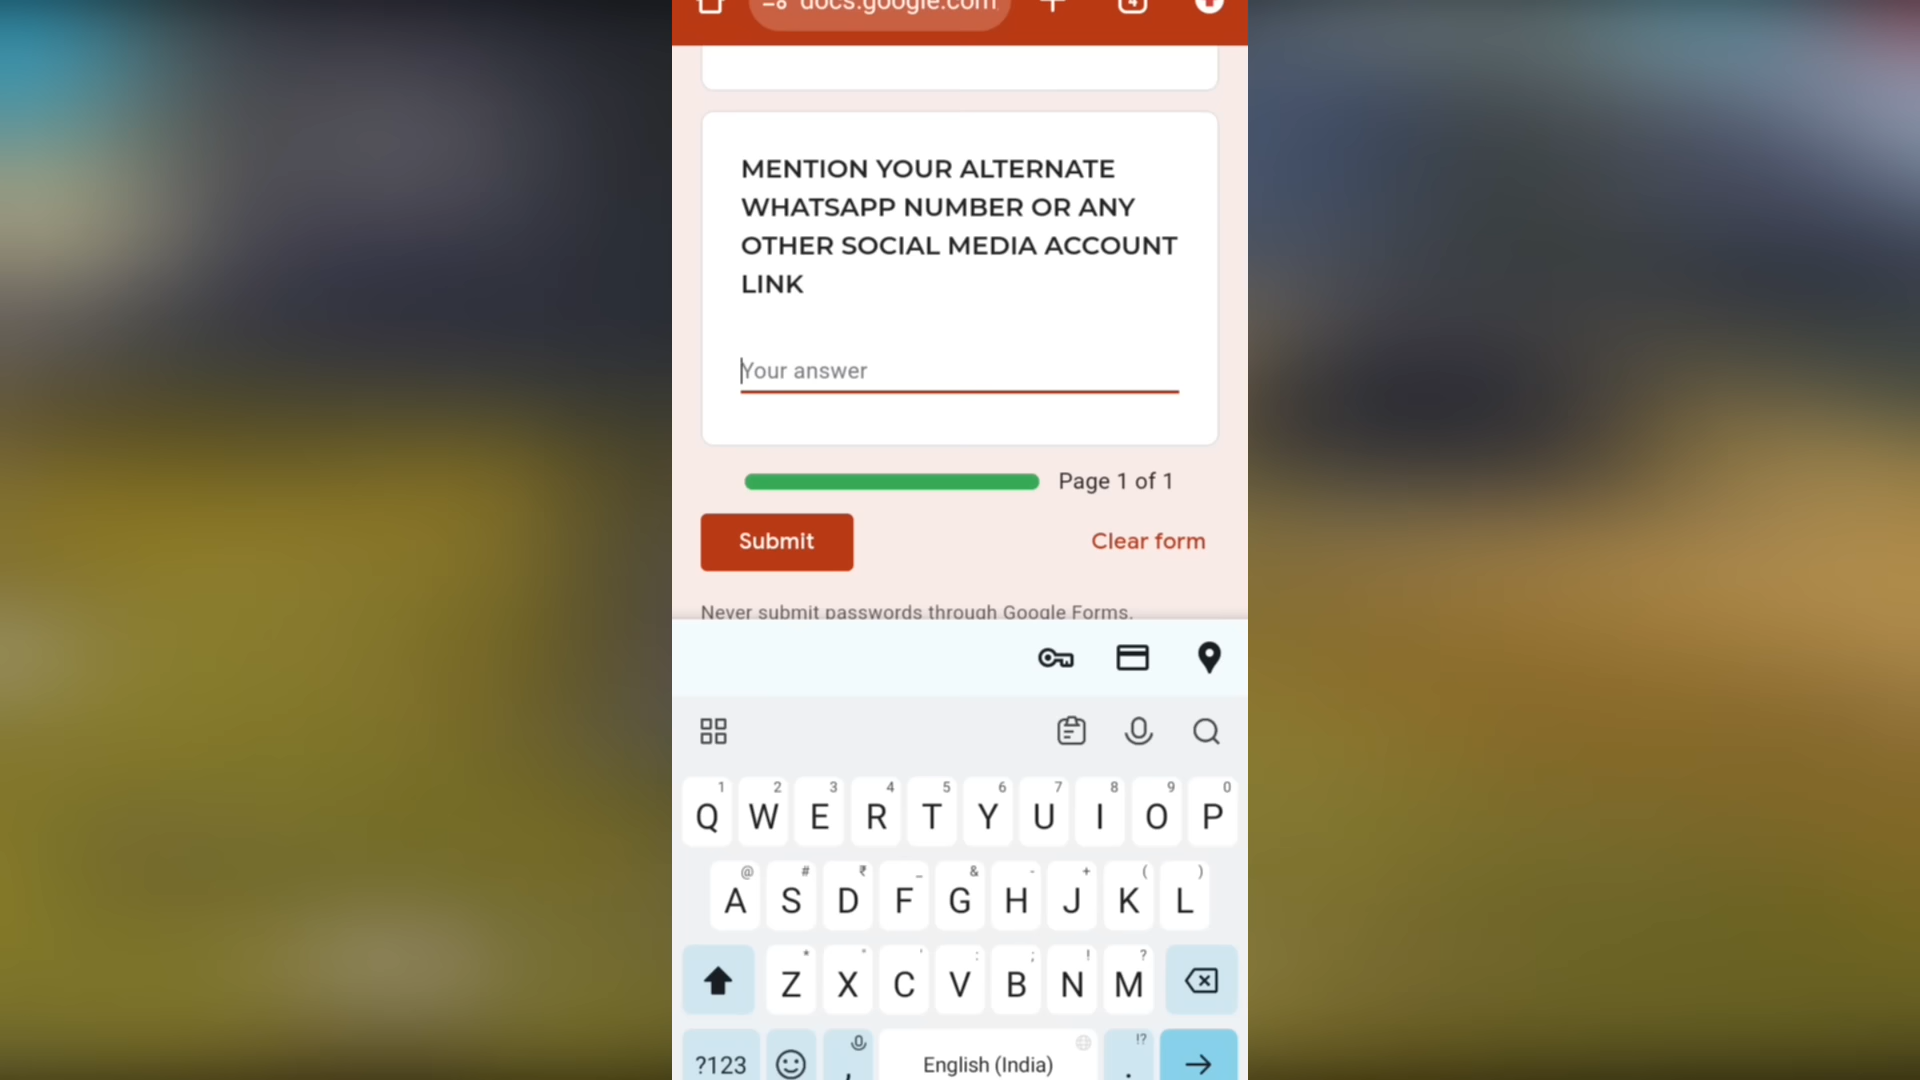 docs.google.com
4
MENTION YOUR ALTERNATE
WHATSAPP NUMBER OR ANY
OTHER SOCIAL MEDIA ACCOUNT
LINK
Your answer
Page 1 of 1
Submit Clear form
Never submit passwords through Google Forms.
1 2 3 4 5 6 7 8 9 0
Q W E R T Y U I O P
@ # ₹ _ & - + ( )
A S D F G H J K L
* " ' : ; ! ?
Z X C V B N M
!?
?123 , English (India) .